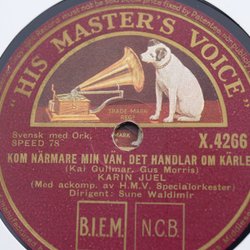 "HIS MASTER'S VOICE"
TRADE-MARK
REG?
Svensk med Ork.
SPEED 78
X.4266
KOM NÄRMARE MIN VÄN, DET HANDLAR OM KÄRLE
(Kai Gullmar. Gus Morris)
KARIN JUEL
(Med ackomp. av H.M.V. Specialorkester)
Dirigent: Sune Waldimir
B.I.E.M.
N.C.B.